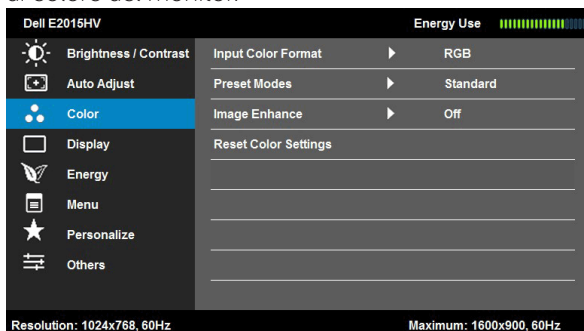 al colore del monitor.
Dell E2015HV Energy Use
Brightness / Contrast Input Color Format RGB
Auto Adjust Preset Modes Standard
Color Image Enhance Off
Display Reset Color Settings
Energy
Menu
Personalize
Others
Resolution: 1024x768, 60Hz Maximum: 1600x900, 60Hz